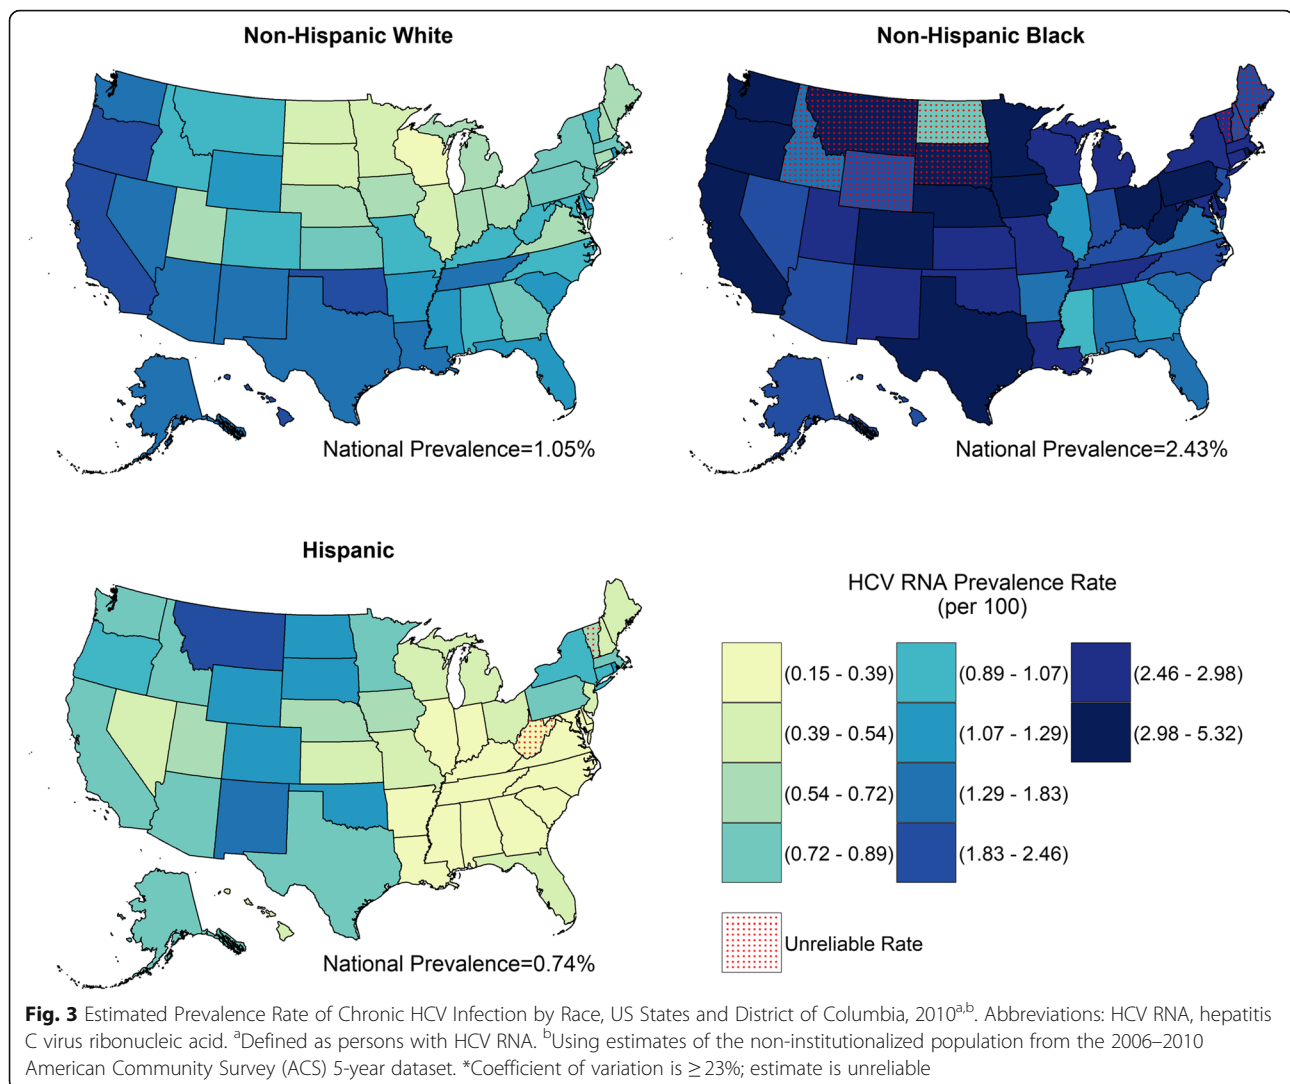 Non-Hispanic White
Non-Hispanic Black
National Prevalence=1.05%
National Prevalence=2.43%
Hispanic
National Prevalence=0.74%
HCV RNA Prevalence Rate
(per 100)
(0.15 - 0.39)
(0.39 - 0.54)
(0.54 - 0.72)
(0.72 - 0.89)
(0.89 - 1.07)
(1.07 - 1.29)
(1.29 - 1.83)
(1.83 - 2.46)
(2.46 - 2.98)
(2.98 - 5.32)
Unreliable Rate
Fig. 3 Estimated Prevalence Rate of Chronic HCV Infection by Race, US States and District of Columbia, 2010a,b. Abbreviations: HCV RNA, hepatitis
C virus ribonucleic acid. aDefined as persons with HCV RNA. bUsing estimates of the non-institutionalized population from the 2006–2010
American Community Survey (ACS) 5-year dataset. *Coefficient of variation is ≥ 23%; estimate is unreliable